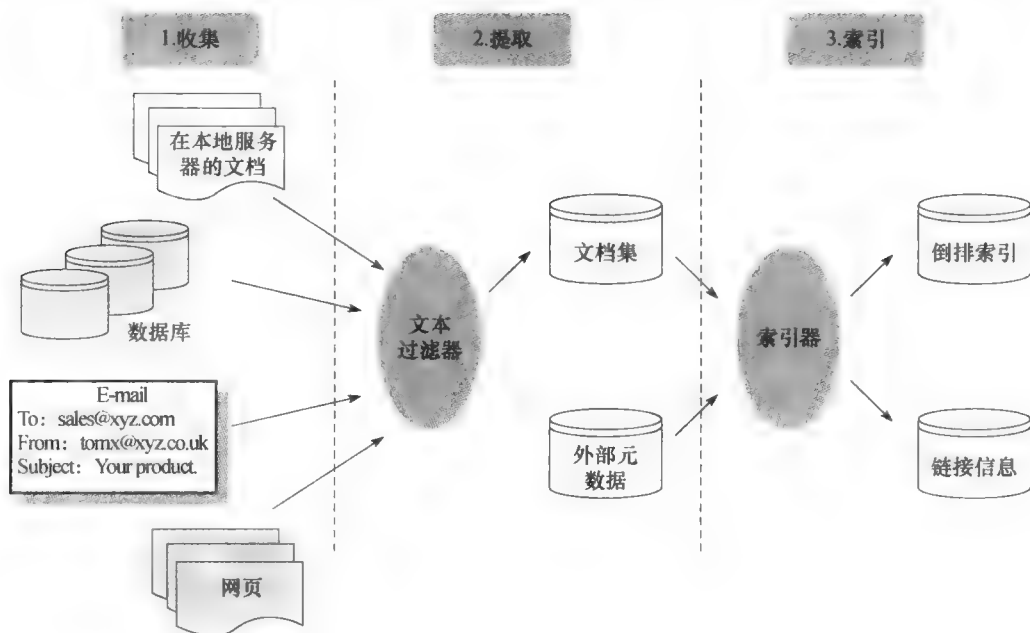 1.收集
2.提取
3.索引
在本地服务
器的文档
数据库
E-mail
To：sales@xyz.com
From：tomx@xyz.co.uk
Subject：Your product.
网页
文本
过滤器
文档集
外部元
数据
索引器
倒排索引
链接信息